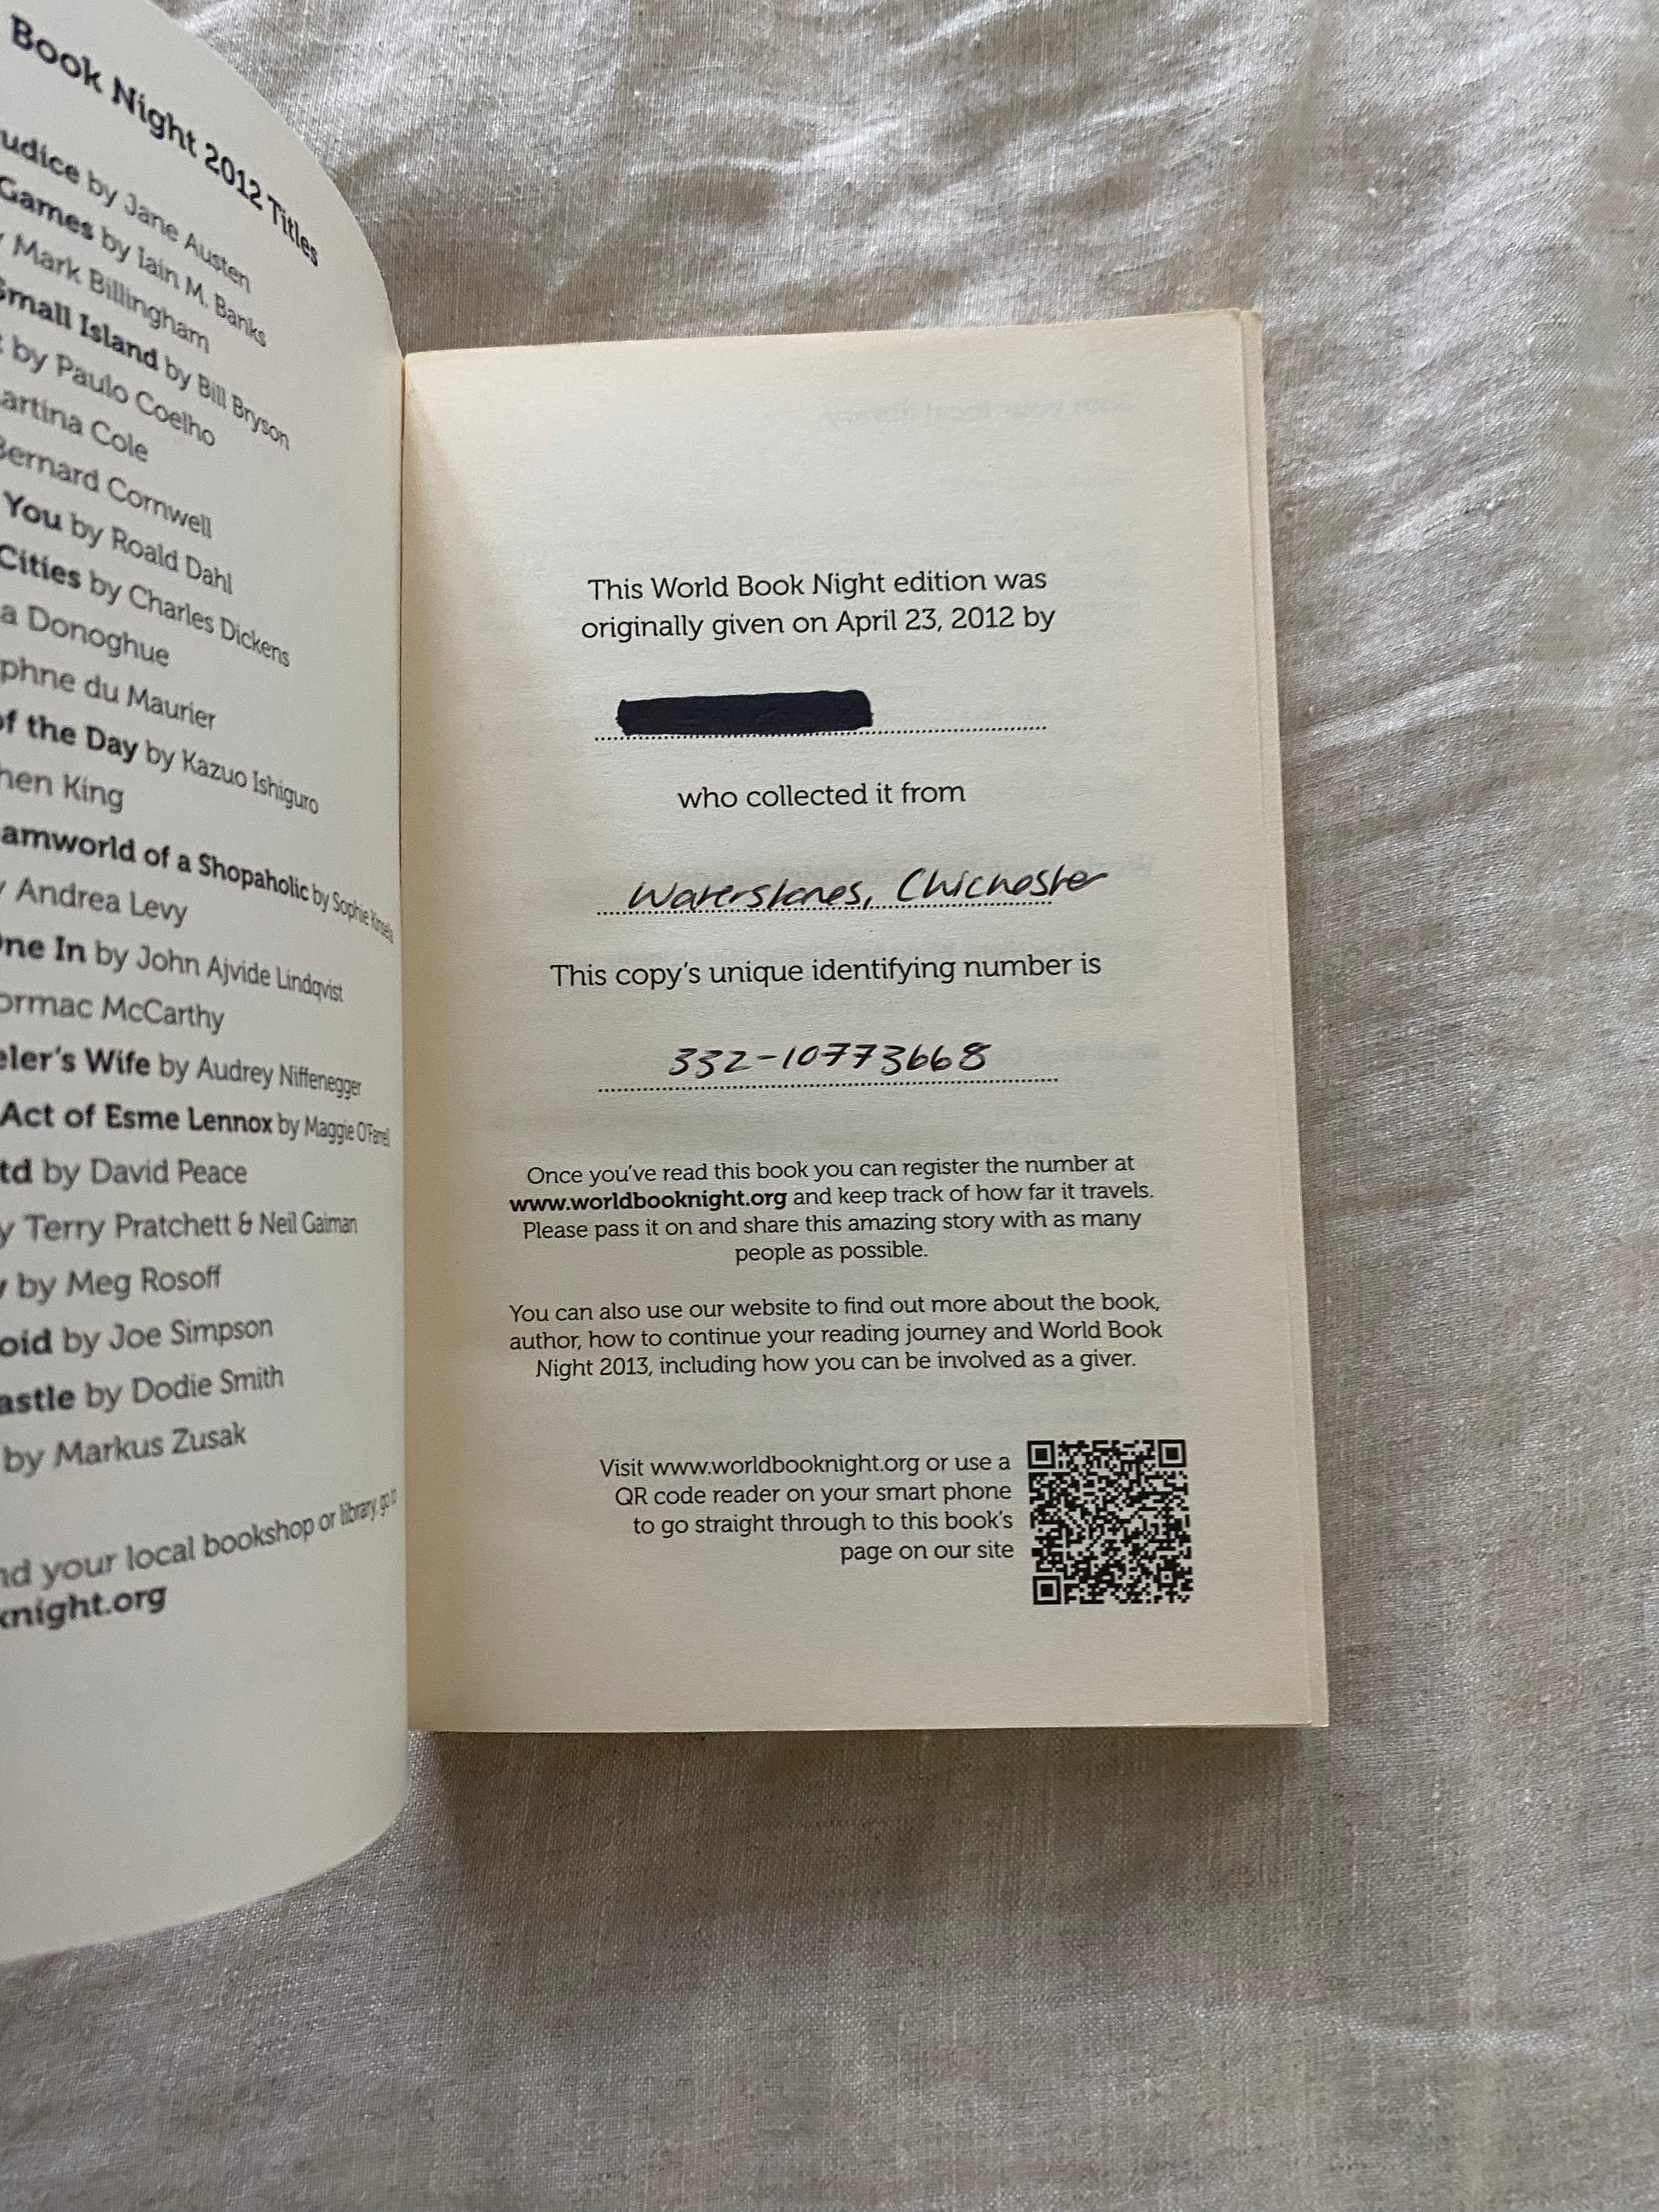 Book Night 2012 Titles
udice by Jane Austen
Games by Iain M. Banks
Mark Billingham
Small Island by Bill Bryson
by Paulo Coelho
artina Cole
Bernard Cornwell
You by Roald Dahl
Cities by Charles Dickens
a Donoghue
phne du Maurier
of the Day by Kazuo Ishiguro
hen King
amworld of a Shopaholic by Sophie Kinsella
y Andrea Levy
One In by John Ajvide Lindqvist
ormac McCarthy
eler's Wife by Audrey Niffenegger
Act of Esme Lennox by Maggie O'Farrell
td by David Peace
y Terry Pratchett & Neil Gaiman
y by Meg Rosoff
oid by Joe Simpson
astle by Dodie Smith
by Markus Zusak
nd your local bookshop or library go to
knight.org
This World Book Night edition was
originally given on April 23, 2012 by
who collected it from
Waterstones, Chichester
This copy's unique identifying number is
332-10773668
Once you've read this book you can register the number at
www.worldbooknight.org and keep track of how far it travels.
Please pass it on and share this amazing story with as many
people as possible.
You can also use our website to find out more about the book,
author, how to continue your reading journey and World Book
Night 2013, including how you can be involved as a giver.
Visit www.worldbooknight.org or use a
QR code reader on your smart phone
to go straight through to this book's
page on our site